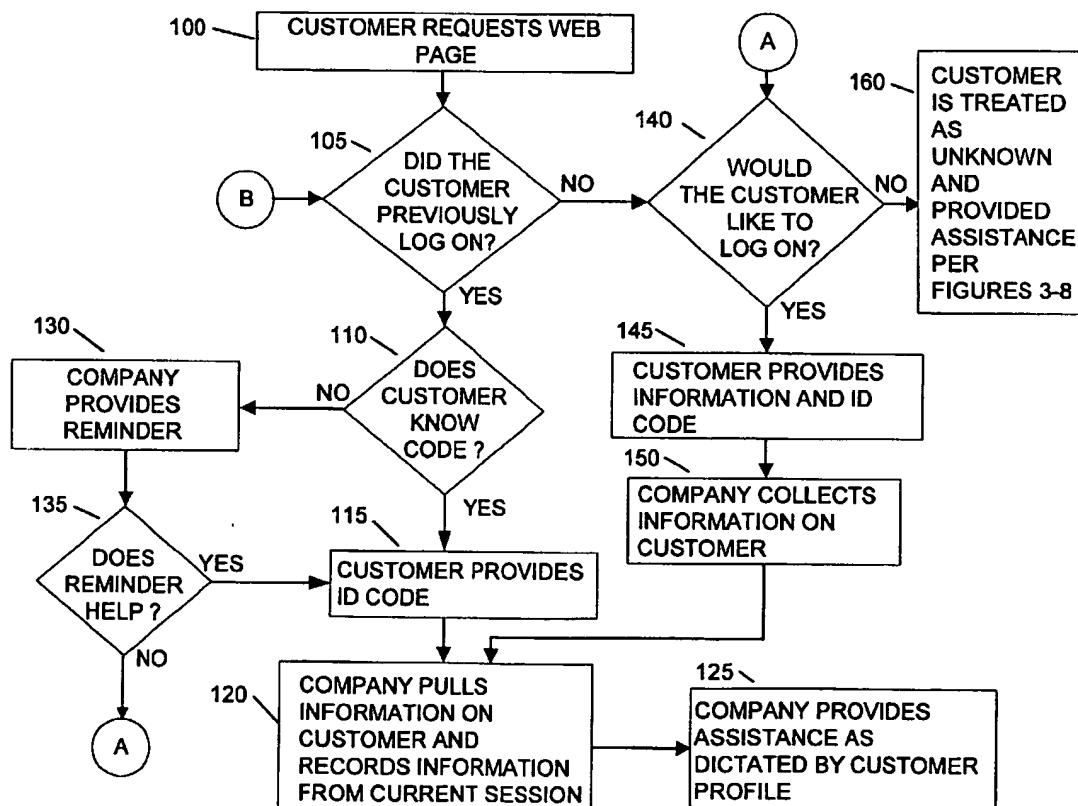 100
CUSTOMER REQUESTS WEB
PAGE
A
160
CUSTOMER
IS TREATED
AS
UNKNOWN
AND
PROVIDED
ASSISTANCE
PER
FIGURES 3-8
105
DID THE
CUSTOMER
PREVIOUSLY
LOG ON?
B
NO
140
WOULD
THE CUSTOMER
LIKE TO
LOG ON?
NO
YES
YES
110
DOES
CUSTOMER
KNOW
CODE ?
NO
YES
130
COMPANY
PROVIDES
REMINDER
145
CUSTOMER PROVIDES
INFORMATION AND ID
CODE
150
COMPANY COLLECTS
INFORMATION ON
CUSTOMER
135
DOES
REMINDER
HELP ?
YES
NO
A
115
CUSTOMER PROVIDES
ID CODE
120
COMPANY PULLS
INFORMATION ON
CUSTOMER AND
RECORDS INFORMATION
FROM CURRENT SESSION
125
COMPANY PROVIDES
ASSISTANCE AS
DICTATED BY CUSTOMER
PROFILE